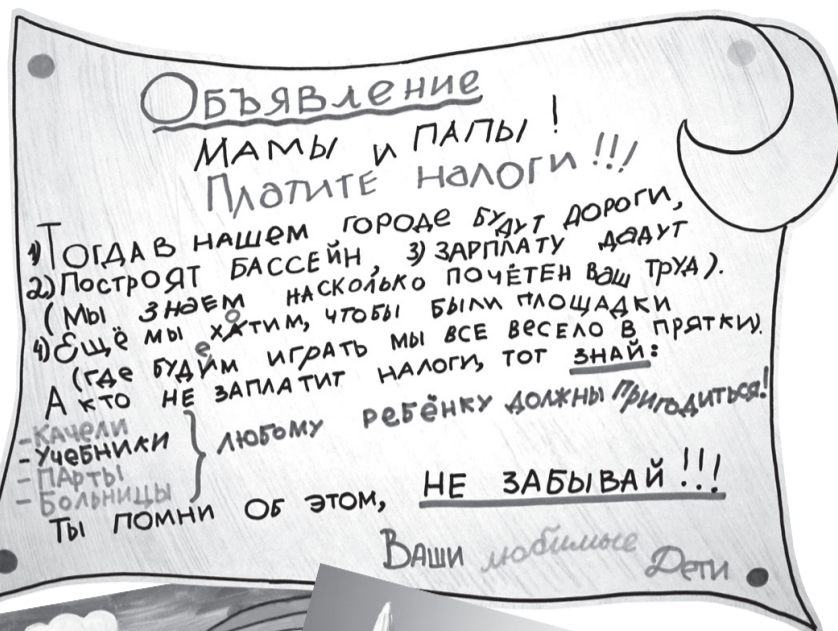 Объявление
Мамы и папы!
Платите налоги!!!
1) Тогда в нашем городе будут дороги,
2) Построят бассейн, 3) зарплату дадут
(Мы знаем насколько почётен ваш труд).
4) Ещё мы хотим, чтобы были площадки
(где будем играть мы все весело в прятки).
А кто не заплатит налоги, тот знай:
-Качели
-Учебники } любому ребёнку должны пригодиться!
-Парты
-Больницы
Ты помни об этом, не забывай!!!
Ваши любимые Дети